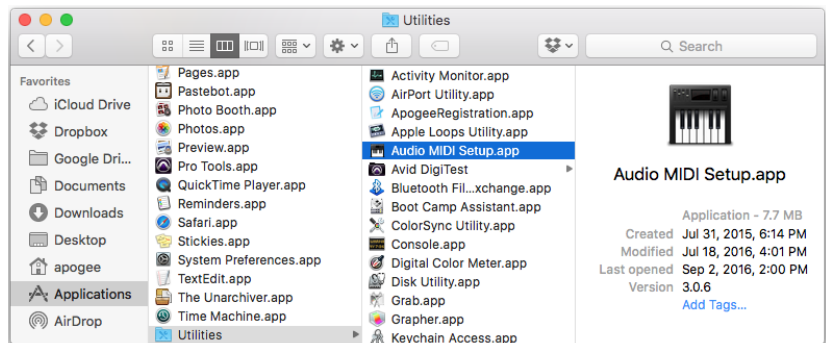 Utilities
Search
Favorites
iCloud Drive
Dropbox
Google Dri...
Documents
Downloads
Desktop
apogee
Applications
AirDrop
Pages.app
Pastebot.app
Photo Booth.app
Photos.app
Preview.app
Pro Tools.app
QuickTime Player.app
Reminders.app
Safari.app
Stickies.app
System Preferences.app
TextEdit.app
The Unarchiver.app
Time Machine.app
Utilities
Activity Monitor.app
AirPort Utility.app
ApogeeRegistration.app
Apple Loops Utility.app
Audio MIDI Setup.app
Avid DigiTest
Bluetooth Fil...xchange.app
Boot Camp Assistant.app
ColorSync Utility.app
Console.app
Digital Color Meter.app
Disk Utility.app
Grab.app
Grapher.app
Keychain Access.app
Audio MIDI Setup.app
Application - 7.7 MB
Created Jul 31, 2015, 6:14 PM
Modified Jul 18, 2016, 4:01 PM
Last opened Sep 2, 2016, 2:00 PM
Version 3.0.6
Add Tags...